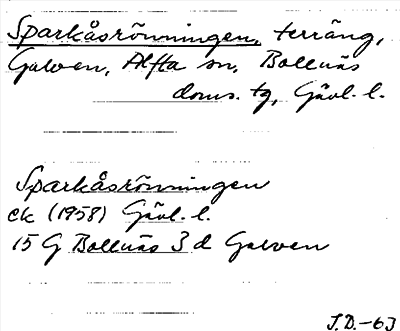 Sparkåsrönningen, terräng,
Galven, Alfta sn, Bollnäs
doms. tg, Gävl. l.
Sparkåsrönningen
ek (1958) Gävl. l.
15 G Bollnäs 3 d Galven
J.D.-63